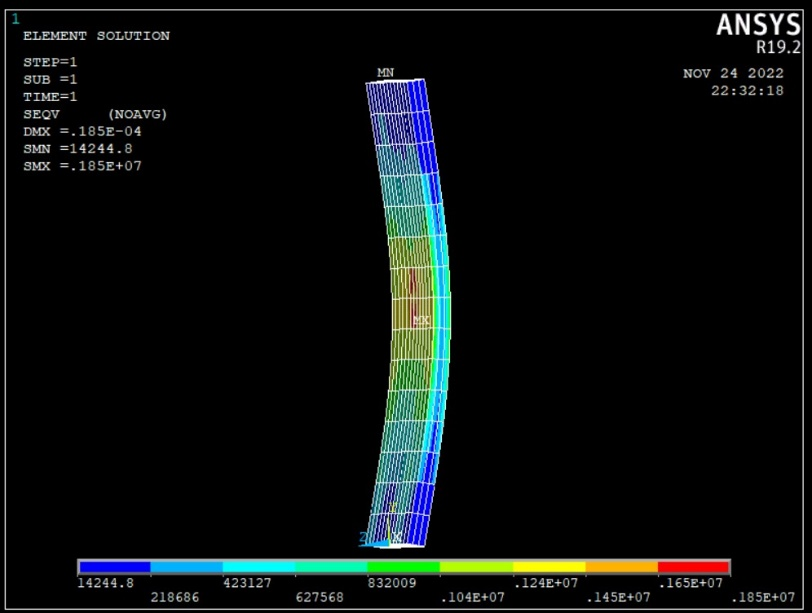 1
ELEMENT SOLUTION
STEP=1
SUB =1
TIME=1
SEQV (NOAVG)
DMX =.185E-04
SMN =14244.8
SMX =.185E+07
ANSYS
R19.2
NOV 24 2022
22:32:18
MN
MX
Z X
14244.8 423127 832009 .124E+07 .165E+07
218686 627568 .104E+07 .145E+07 .185E+07